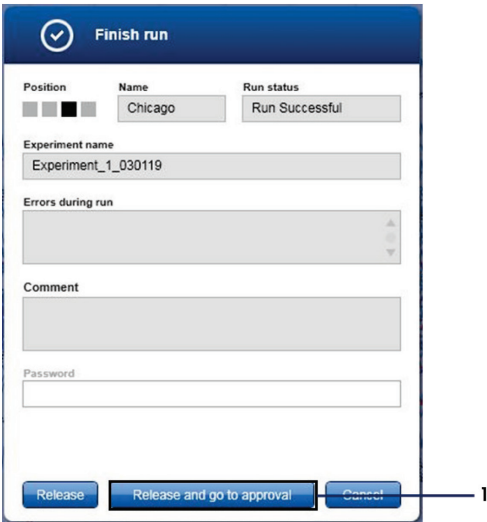 Finish run
Position Name Run status
Chicago Run Successful
Experiment name
Experiment_1_030119
Errors during run
Comment
Password
Release Release and go to approval Cancel 1